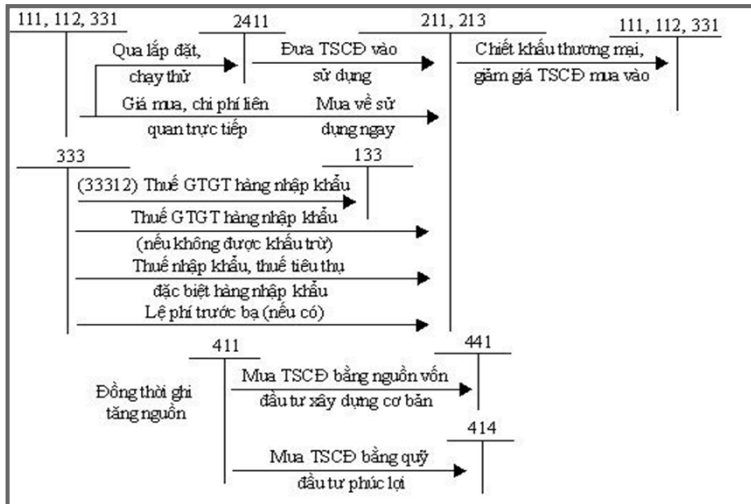 111, 112, 331
2411
211, 213
111, 112, 331
Qua lắp đặt,
chạy thử
Đưa TSCĐ vào
sử dụng
Chiết khấu thương mại,
giảm giá TSCĐ mua vào
Giá mua, chi phí liên
quan trực tiếp
Mua về sử
dụng ngay
333
133
(33312) Thuế GTGT hàng nhập khẩu
Thuế GTGT hàng nhập khẩu
(nếu không được khấu trừ)
Thuế nhập khẩu, thuế tiêu thụ
đặc biệt hàng nhập khẩu
Lệ phí trước bạ (nếu có)
411
441
Đồng thời ghi
tăng nguồn
Mua TSCĐ bằng nguồn vốn
đầu tư xây dựng cơ bản
414
Mua TSCĐ bằng quỹ
đầu tư phúc lợi